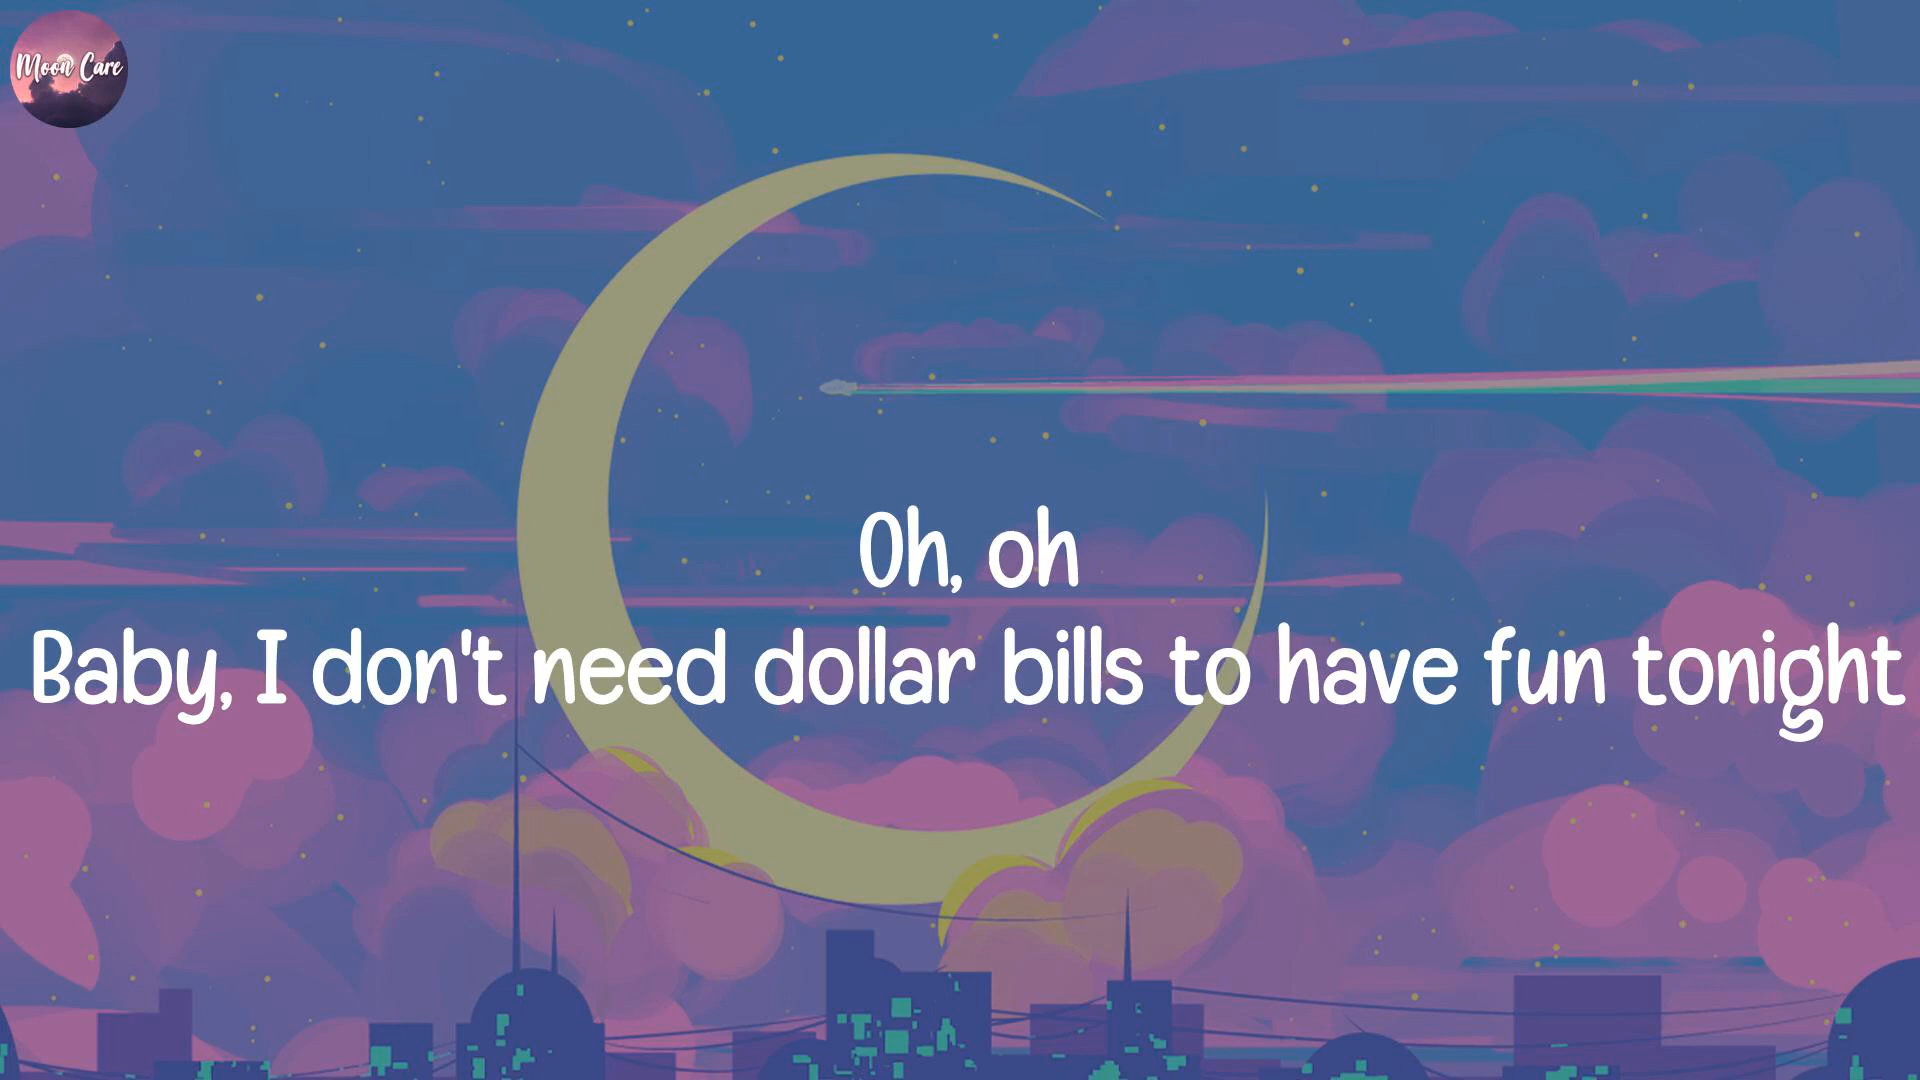 Moon Care
Oh, oh
Baby, I don't need dollar bills to have fun tonight